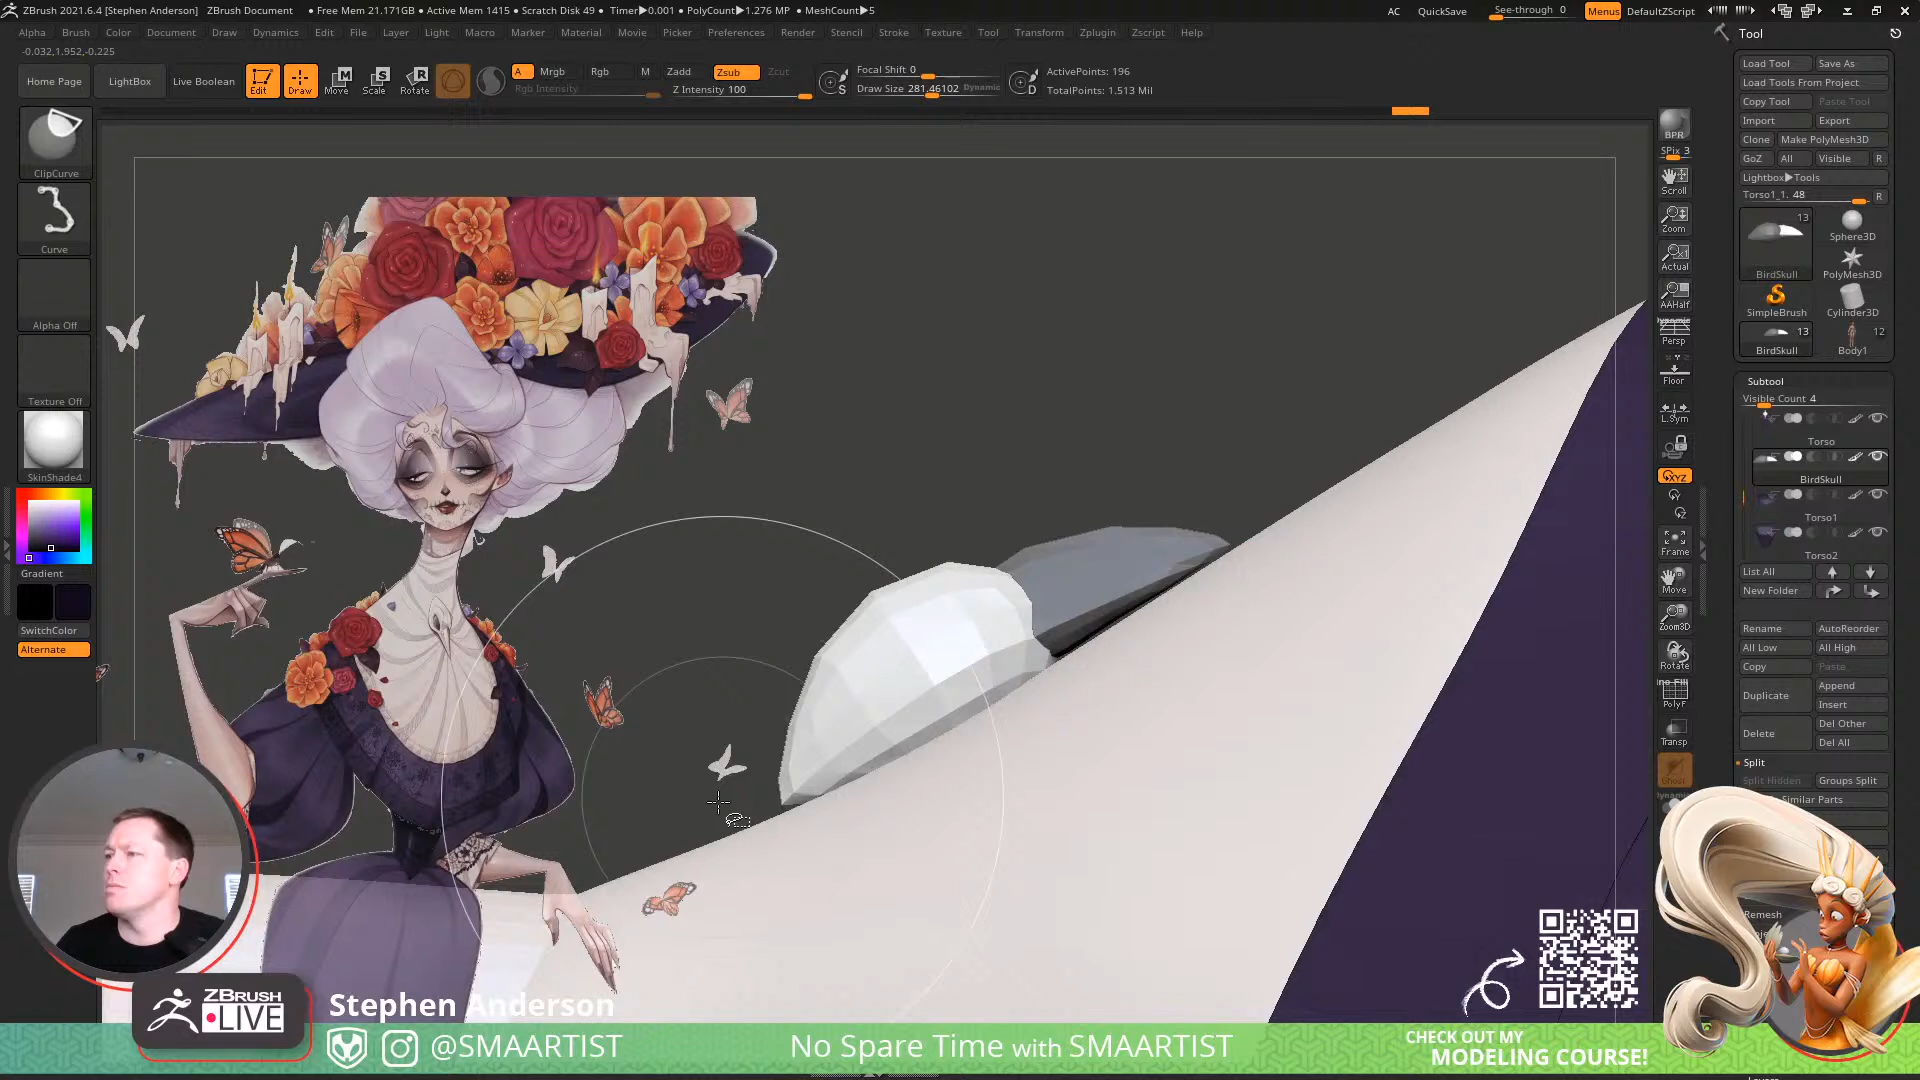 ZBrush 2021.6.4 [Stephen Anderson] ZBrush Document • Free Mem 21.171GB • Active Mem 1415 • Scratch Disk 49 • Timer▶0.001 • PolyCount▶1.276 MP • MeshCount▶5 AC QuickSave See-through 0 Menus DefaultZScript
Alpha Brush Color Document Draw Dynamics Edit File Layer Light Macro Marker Material Movie Picker Preferences Render Stencil Stroke Texture Tool Transform Zplugin Zscript Help
-0.032,1.952,-0.225
Home Page LightBox Live Boolean Edit Draw Move Scale Rotate
A Mrgb Rgb M Zadd Zsub Zcut
Rgb Intensity Z Intensity 100
Focal Shift 0
Draw Size 281.46102 Dynamic
S D
ActivePoints: 196
TotalPoints: 1.513 Mil
ClipCurve
Curve
Alpha Off
Texture Off
SkinShade4
Gradient
SwitchColor
Alternate
BPR
SPix 3
Scroll
Zoom
Actual
AAHalf
Dynamic
Persp
Floor
L.Sym
XYZ
Frame
Move
Zoom3D
Rotate
PolyF
Transp
Ghost
Dynamic
Tool
Load Tool Save As
Load Tools From Project
Copy Tool Paste Tool
Import Export
Clone Make PolyMesh3D
GoZ All Visible R
Lightbox▶Tools
Torso1_1. 48 R
13
BirdSkull Sphere3D
PolyMesh3D
SimpleBrush Cylinder3D
13 12
BirdSkull Body1
Subtool
Visible Count 4
Torso
BirdSkull
Torso1
Torso2
List All
New Folder
Rename AutoReorder
All Low All High
Copy Paste
Duplicate Append
Insert
Delete Del Other
Del All
Split
Split Hidden Groups Split
Similar Parts
Remesh
ZBRUSH
LIVE
Stephen Anderson
@SMAARTIST
No Spare Time with SMAARTIST
CHECK OUT MY
MODELING COURSE!